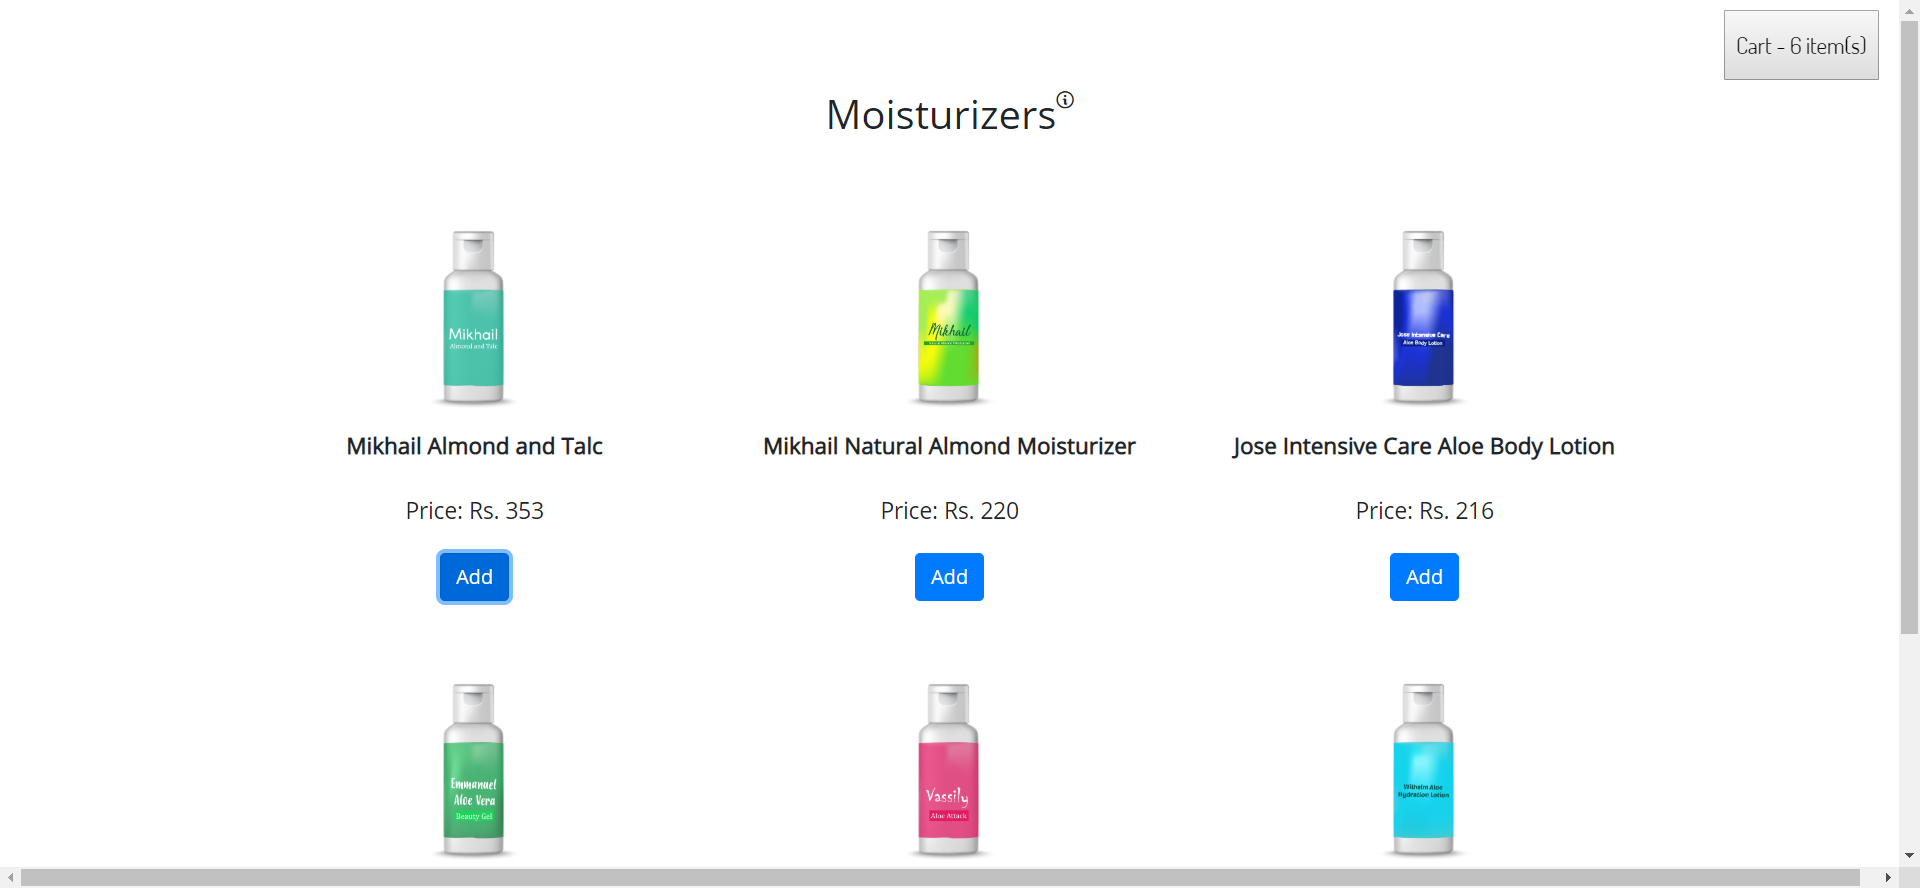 Cart - 6 item(s)
Moisturizers
Mikhail
Almond and Talc
Mikhail
Jose Intensive Care
Aloe Body Lotion
Mikhail Almond and Talc
Mikhail Natural Almond Moisturizer
Jose Intensive Care Aloe Body Lotion
Price: Rs. 353
Price: Rs. 220
Price: Rs. 216
Add
Add
Add
Emmanuel
Aloe Vera
Beauty Gel
Vassily
Aloe Attack
Wilhelm Aloe
Hydration Lotion